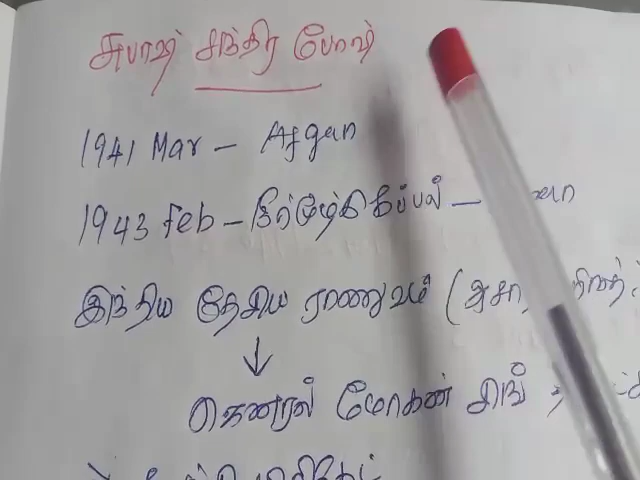 சுபாஷ் சந்திர போஷ்
1941 Mar – Afgan
1943 Feb – நீர்மூழ்கிகப்பல் –
இந்திய தேசிய ராணுவம் (
↓
ஜெனரல் மோகன் சிங்